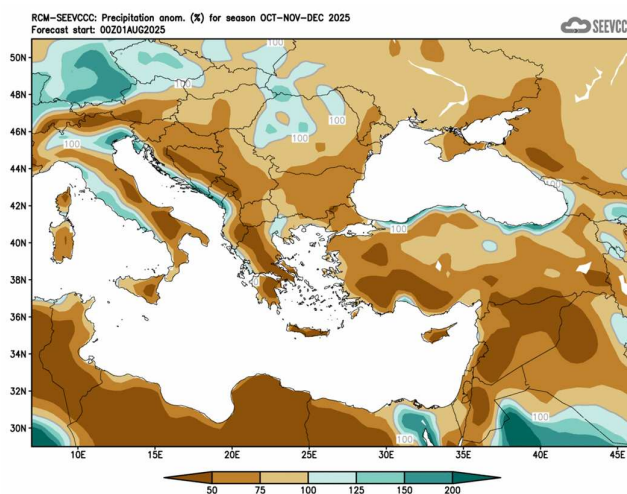 RCM-SEEVCCC: Precipitation anom. (%) for season OCT-NOV-DEC 2025
Forecast start: 00Z01AUG2025
SEEVCCC
50N
48N
46N
44N
42N
40N
38N
36N
34N
32N
30N
100
100
100
100
100
100
100
100
100
100
10E
15E
20E
25E
30E
35E
40E
45E
50 75 100 125 150 200